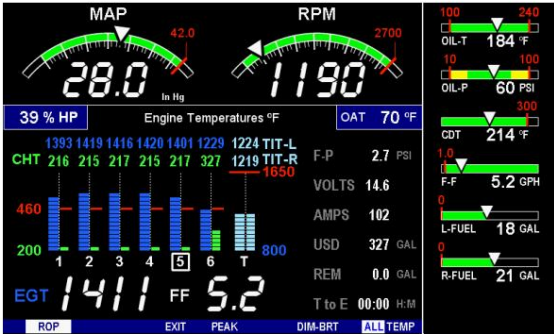 MAP
42.0
28.0
In Hg
RPM
2700
1190
39 % HP
Engine Temperatures ºF
OAT 70 ºF
1393 1419 1416 1420 1401 1229 1224 TIT-L
CHT 216 215 217 215 217 327 1219 TIT-R
1650
460
200
800
1 2 3 4 5 6 T
EGT 1411 FF 5.2
F-P 2.7 PSI
VOLTS 14.6
AMPS 102
USD 327 GAL
REM 0.0 GAL
T to E 00:00 H:M
ROP EXIT PEAK DIM-BRT ALL TEMP
100 240
OIL-T 184 ºF
10 100
OIL-P 60 PSI
300
CDT 214 ºF
1.0
F-F 5.2 GPH
0
L-FUEL 18 GAL
0
R-FUEL 21 GAL